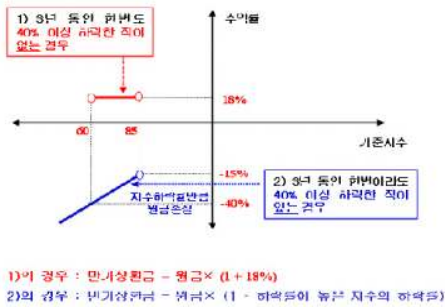 1) 3년 동안 한번도
40% 이상 하락한 적이
없는 경우
수익률
18%
60
85
기준지수
-15%
지수하락률만큼
원금손실
-40%
2) 3년 동안 한번이라도
40% 이상 하락한 적이
있는 경우
1)의 경우 : 만기상환금 = 원금× (1+18%)
2)의 경우 : 만기상환금 = 원금× (1 - 하락률이 높은 지수의 하락률)